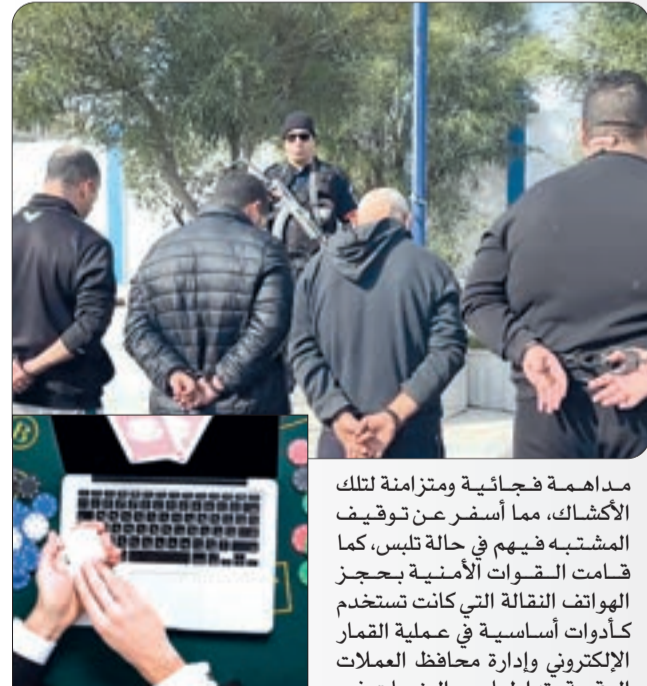 مداهمة فجائية ومتزامنة لتلك
الأكشاك، مما أسفر عن توقيف
المشتبه فيهم في حالة تلبس، كما
قامت القوات الأمنية بحجز
الهواتف النقالة التي كانت تستخدم
كأدوات أساسية في عملية القمار
الإلكتروني وإدارة محافظ العملات